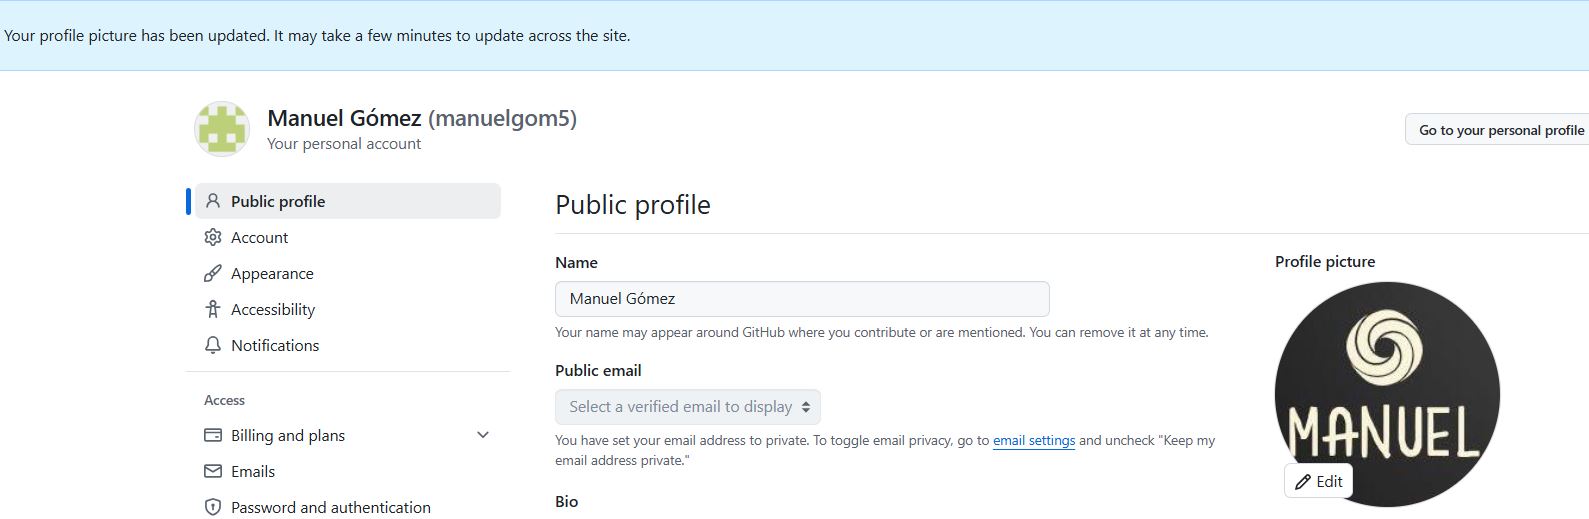 Your profile picture has been updated. It may take a few minutes to update across the site.
Manuel Gómez (manuelgom5)
Your personal account
Go to your personal profile
Public profile
Account
Appearance
Accessibility
Notifications
Access
Billing and plans
Emails
Password and authentication
Public profile
Name
Manuel Gómez
Your name may appear around GitHub where you contribute or are mentioned. You can remove it at any time.
Public email
Select a verified email to display
You have set your email address to private. To toggle email privacy, go to email settings and uncheck "Keep my
email address private."
Bio
Profile picture
MANUEL
Edit